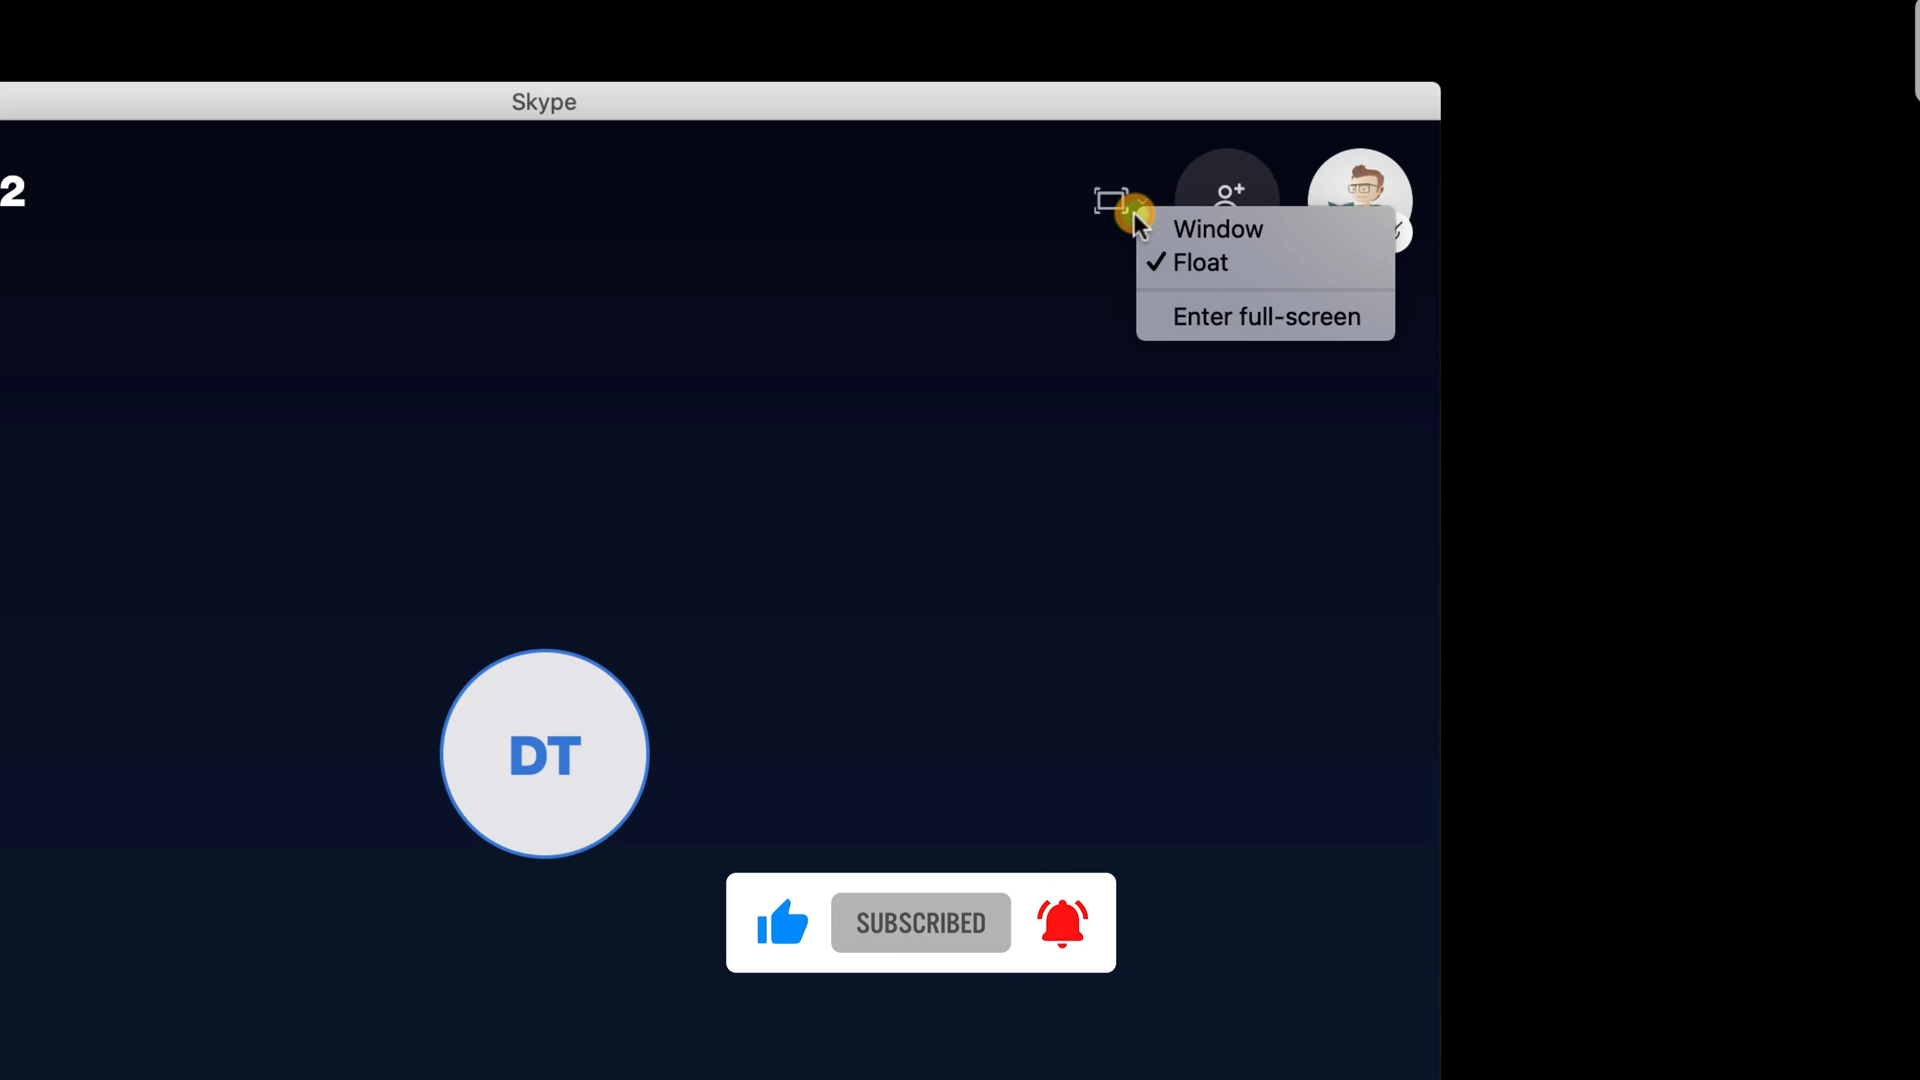 Skype
2
Window
✓ Float
Enter full-screen
DT
SUBSCRIBED